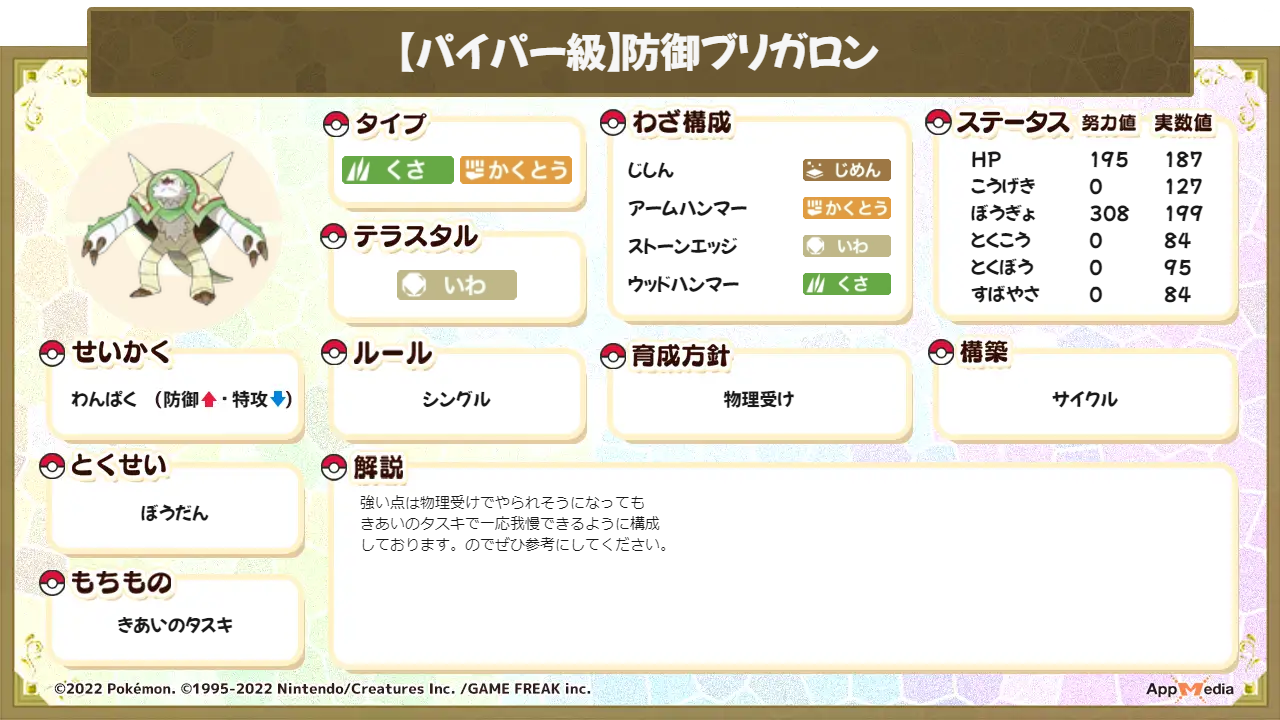 【パイパー級】防御ブリガロン
タイプ
くさ かくとう
テラスタル
いわ
わざ構成
じしん じめん
アームハンマー かくとう
ストーンエッジ いわ
ウッドハンマー くさ
ステータス 努力値 実数値
HP 195 187
こうげき 0 127
ぼうぎょ 308 199
とくこう 0 84
とくぼう 0 95
すばやさ 0 84
せいかく
わんぱく (防御・特攻)
ルール
シングル
育成方針
物理受け
構築
サイクル
とくせい
ぼうだん
もちもの
きあいのタスキ
解説
強い点は物理受けでやられそうになっても
きあいのタスキで一応我慢できるように構成
しております。のでぜひ参考にしてください。
©2022 Pokémon. ©1995-2022 Nintendo/Creatures Inc. /GAME FREAK inc.
AppMedia